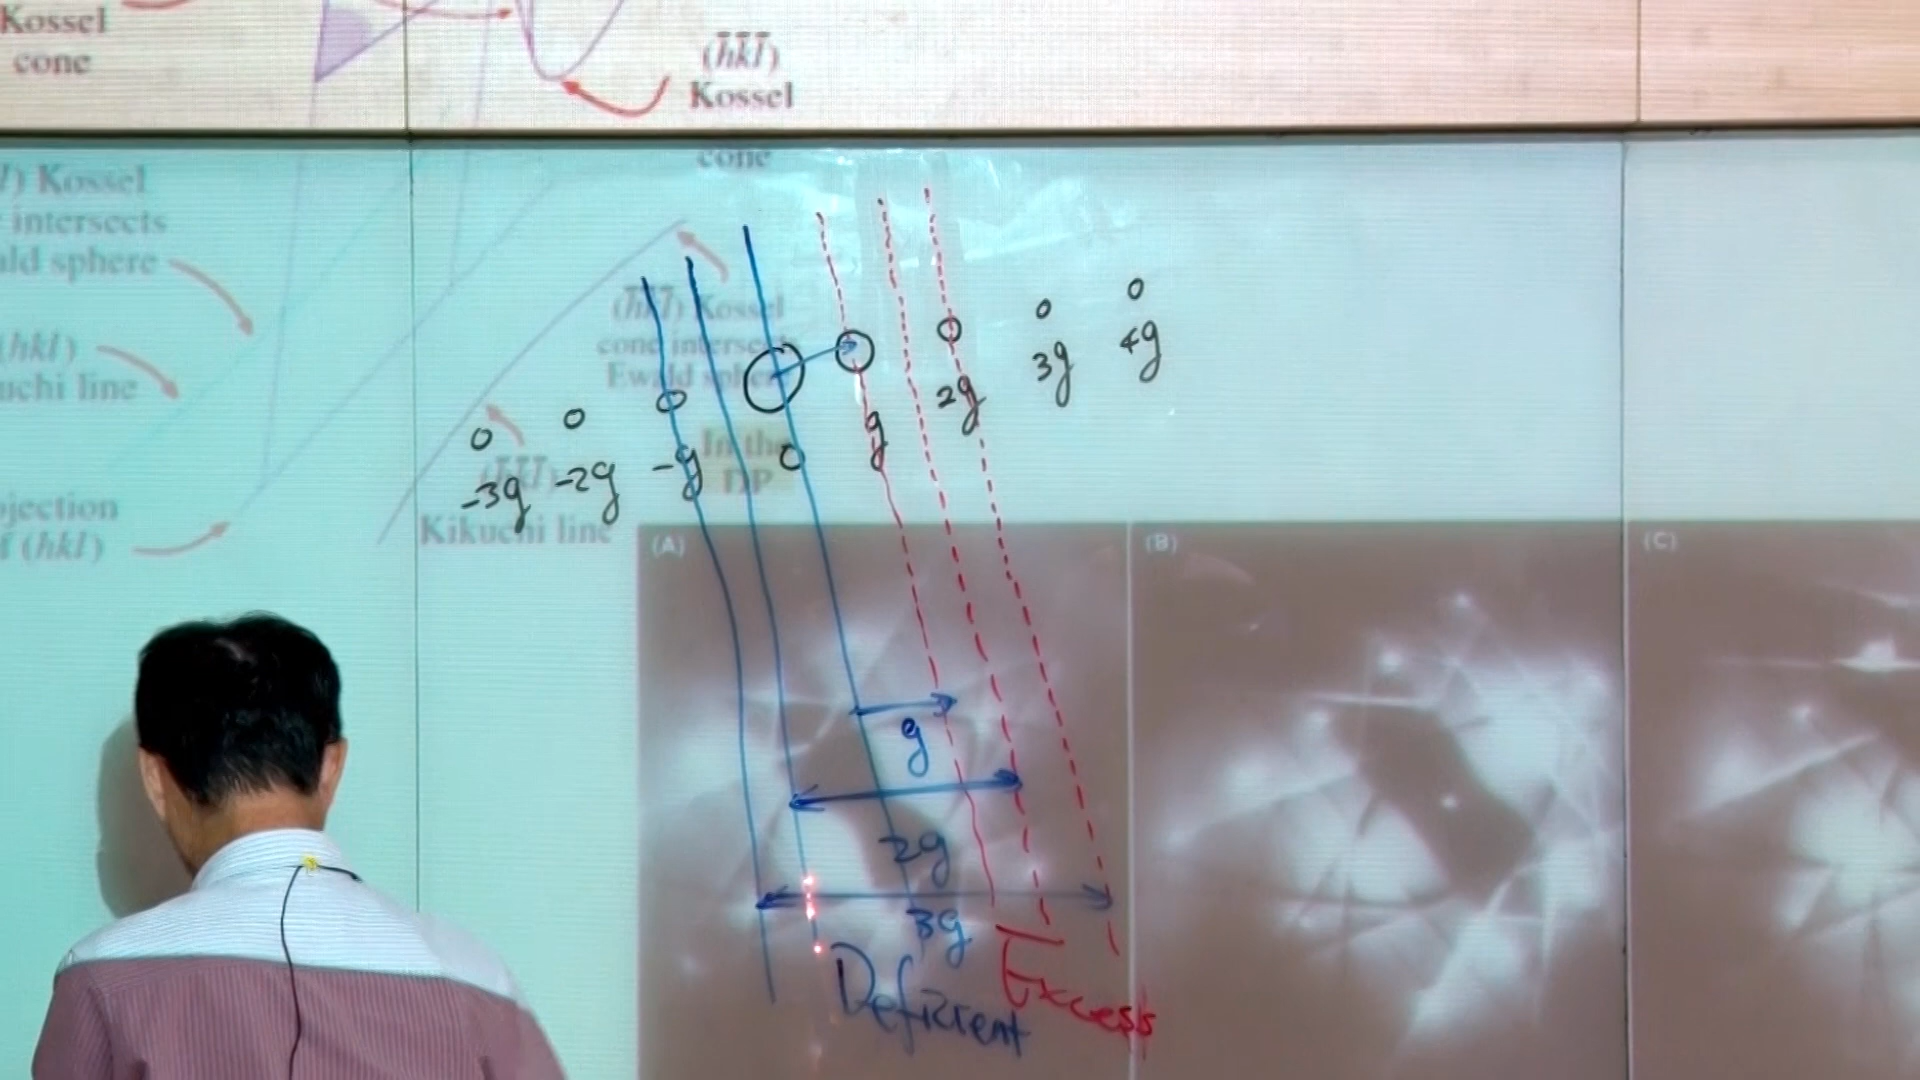 Kossel
cone
(h̄k̄l̄)
Kossel
cone
l) Kossel
intersects
ald sphere
(h̄k̄l̄) Kossel
cone intersects
Ewald sphere
(hkl)
uchi line
(h̄k̄l̄)
Kikuchi line
In the
DP
ojection
f (hkl)
-3g
-2g
-g
0
g
2g
3g
4g
(A)
(B)
(C)
g
2g
3g
Deficient
Excess